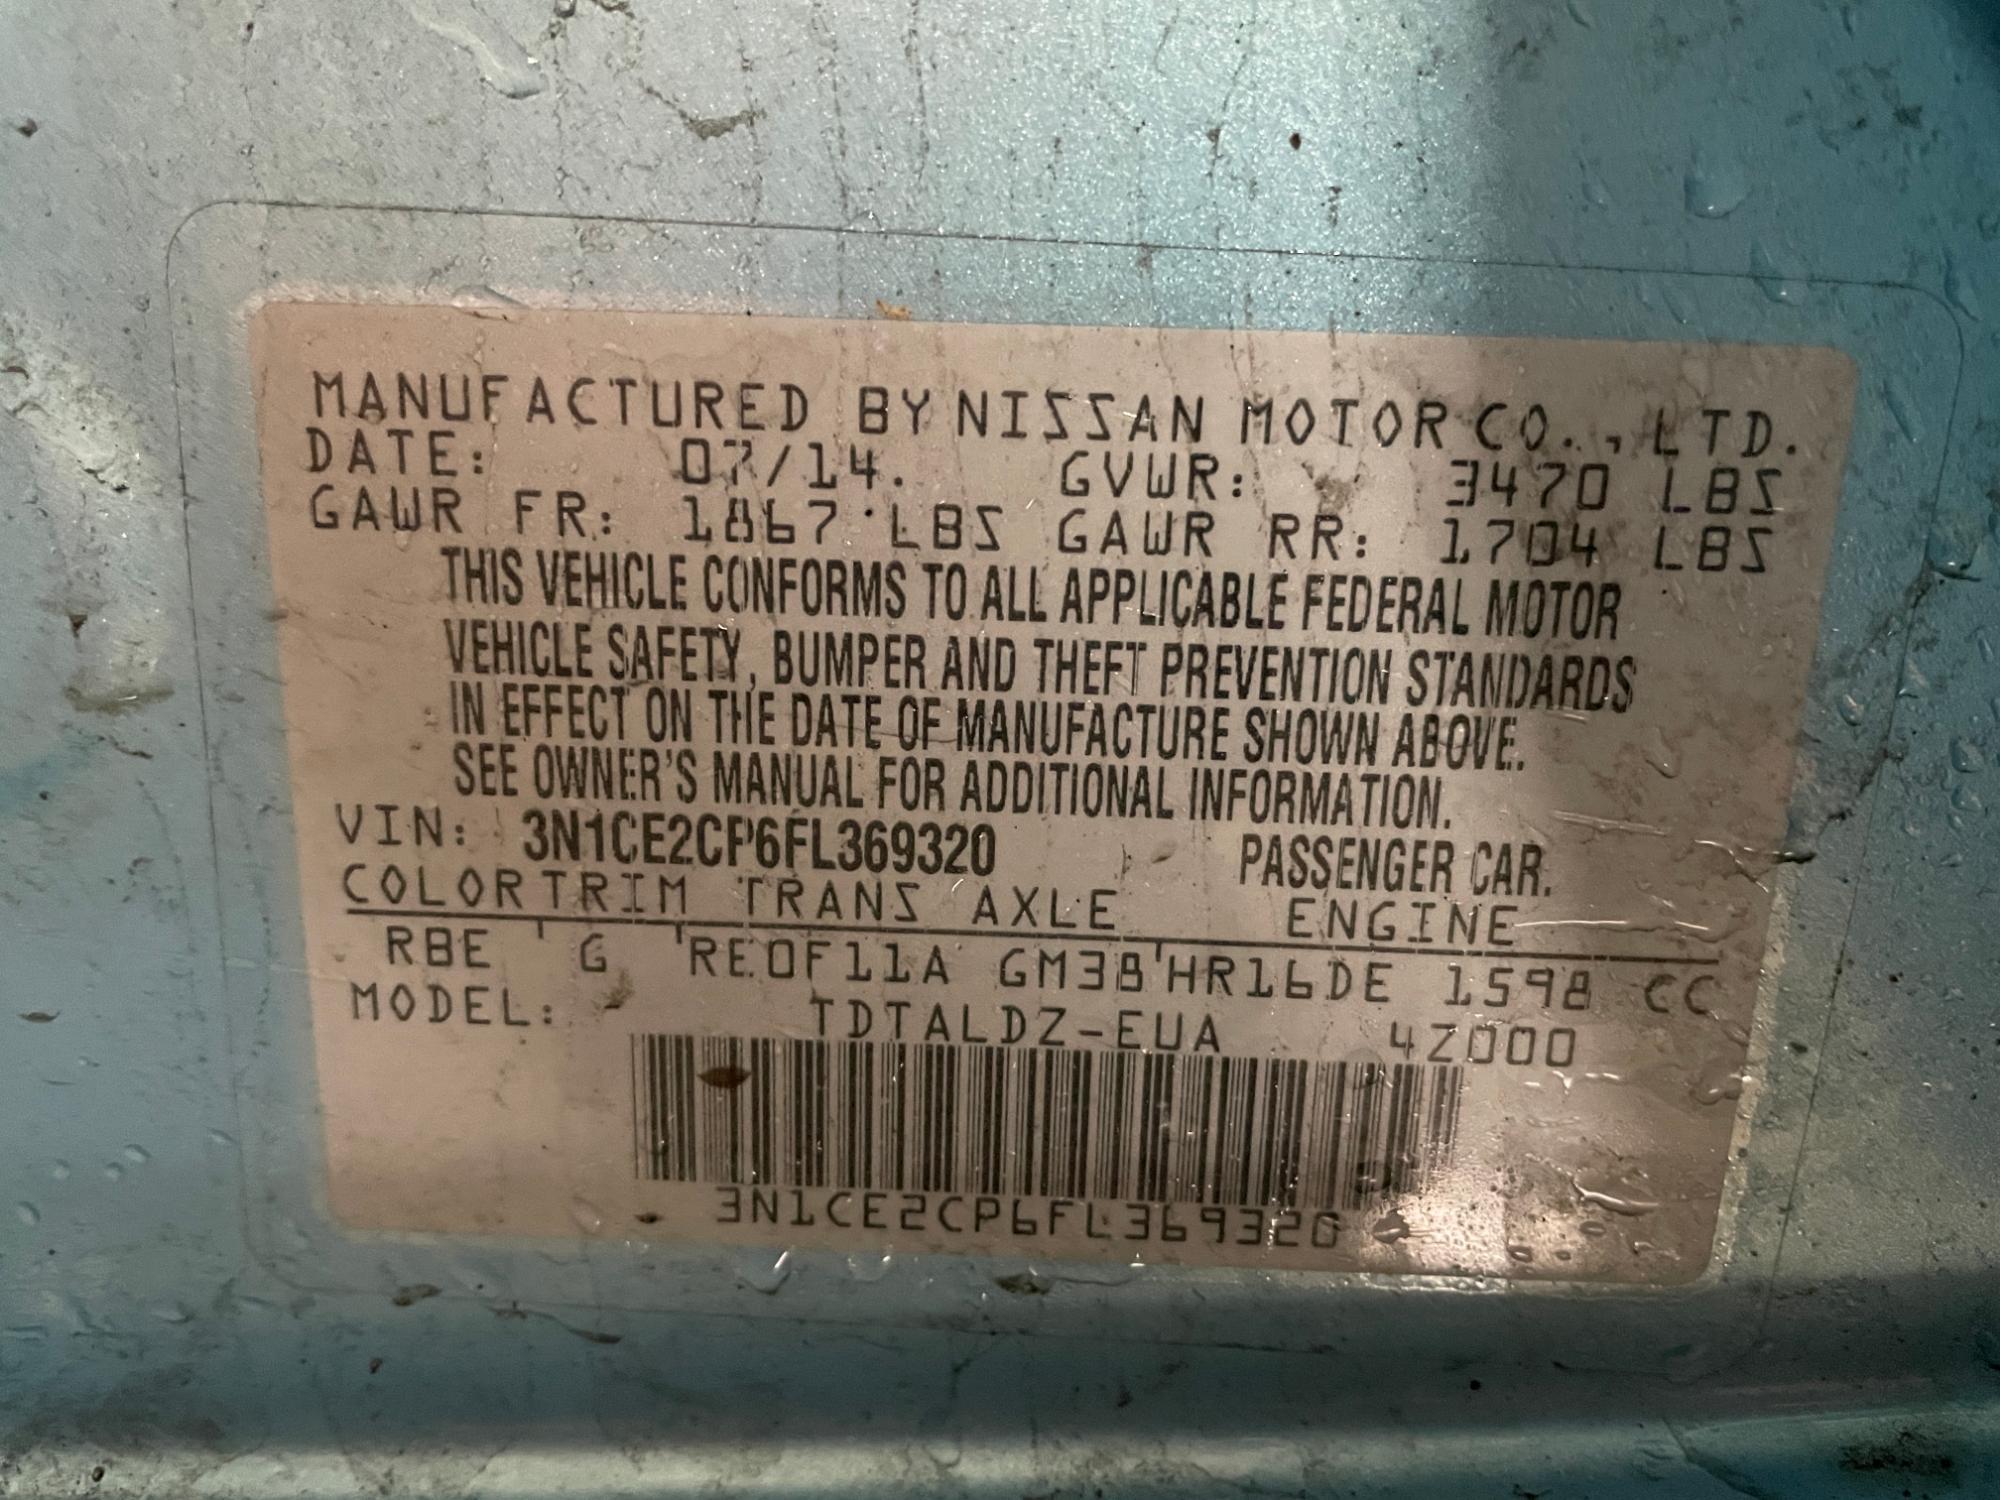 MANUFACTURED BY NISSAN MOTOR CO., LTD.
DATE: 07/14. GVWR: 3470 LBS
GAWR FR: 1867 LBS GAWR RR: 1704 LBS
THIS VEHICLE CONFORMS TO ALL APPLICABLE FEDERAL MOTOR
VEHICLE SAFETY, BUMPER AND THEFT PREVENTION STANDARDS
IN EFFECT ON THE DATE OF MANUFACTURE SHOWN ABOVE.
SEE OWNER'S MANUAL FOR ADDITIONAL INFORMATION.
VIN: 3N1CE2CP6FL369320 PASSENGER CAR.
COLOR TRIM TRANS AXLE ENGINE
RBE G RE0F11A GM38 HR16DE 1598 CC
MODEL: TDTALDZ-EUA 4Z000
3N1CE2CP6FL369320